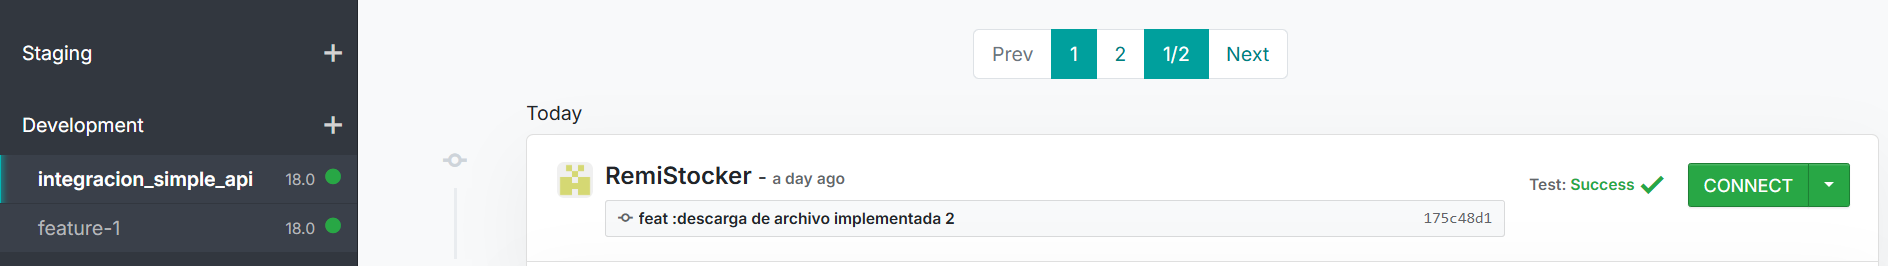 Staging +
Development +
integracion_simple_api 18.0
feature-1 18.0
Prev 1 2 1/2 Next
Today
RemiStocker - a day ago
feat :descarga de archivo implementada 2 175c48d1
Test: Success
CONNECT